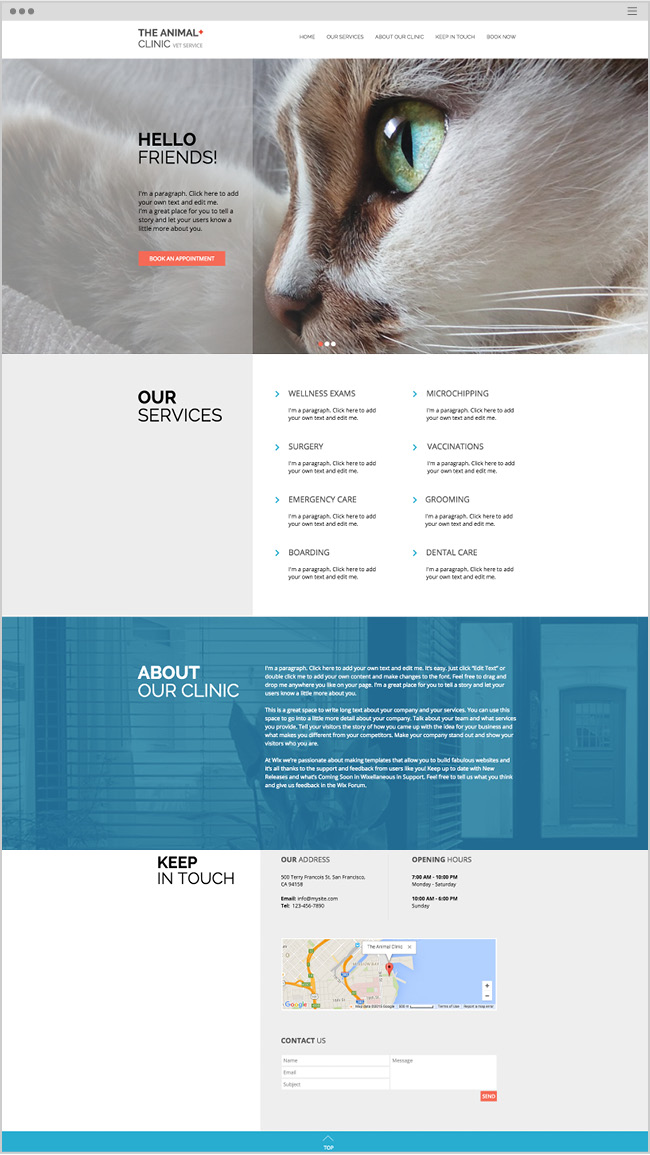 THE ANIMAL
CLINIC VET SERVICE
HOME OUR SERVICES ABOUT OUR CLINIC KEEP IN TOUCH BOOK NOW
HELLO
FRIENDS!
I'm a paragraph. Click here to add
your own text and edit me.
I'm a great place for you to tell a
story and let your users know a
little more about you.
BOOK AN APPOINTMENT
OUR
SERVICES
WELLNESS EXAMS
I'm a paragraph. Click here to add
your own text and edit me.
MICROCHIPPING
I'm a paragraph. Click here to add
your own text and edit me.
SURGERY
I'm a paragraph. Click here to add
your own text and edit me.
VACCINATIONS
I'm a paragraph. Click here to add
your own text and edit me.
EMERGENCY CARE
I'm a paragraph. Click here to add
your own text and edit me.
GROOMING
I'm a paragraph. Click here to add
your own text and edit me.
BOARDING
I'm a paragraph. Click here to add
your own text and edit me.
DENTAL CARE
I'm a paragraph. Click here to add
your own text and edit me.
ABOUT
OUR CLINIC
I'm a paragraph. Click here to add your own text and edit me. It's easy. Just click "Edit Text" or
double click me to add your own content and make changes to the font. Feel free to drag and
drop me anywhere you like on your page. I'm a great place for you to tell a story and let your
users know a little more about you.
This is a great space to write long text about your company and your services. You can use this
space to go into a little more detail about your company. Talk about your team and what services
you provide. Tell your visitors the story of how you came up with the idea for your business and
what makes you different from your competitors. Make your company stand out and show your
visitors who you are.
At Wix we're passionate about making templates that allow you to build fabulous websites and
it's all thanks to the support and feedback from users like you! Keep up to date with New
Releases and what's Coming Soon in Wixellaneous in Support. Feel free to tell us what you think
and give us feedback in the Wix Forum.
KEEP
IN TOUCH
OUR ADDRESS
500 Terry Francois St. San Francisco,
CA 94158
Email: info@mysite.com
Tel: 123-456-7890
OPENING HOURS
7:00 AM - 10:00 PM
Monday - Saturday
10:00 AM - 6:00 PM
Sunday
The Animal Clinic
Google
Map data ©2015 Google
Terms of Use
Report a map error
CONTACT US
Name
Email
Subject
Message
SEND
TOP